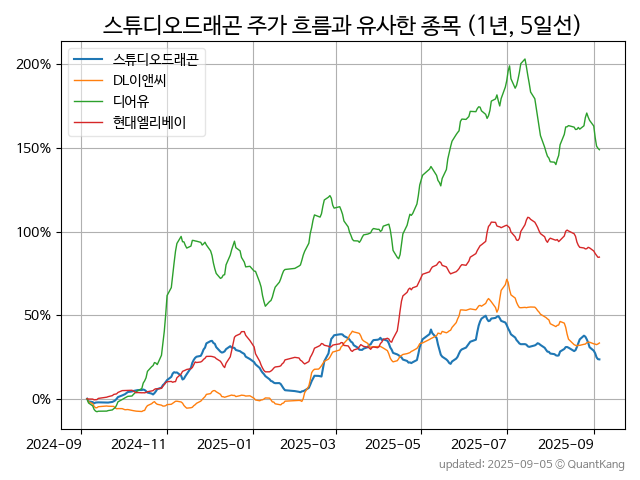 스튜디오드래곤 주가 흐름과 유사한 종목 (1년, 5일선)
스튜디오드래곤
DL이앤씨
디어유
현대엘리베이
200%
150%
100%
50%
0%
2024-09 2024-11 2025-01 2025-03 2025-05 2025-07 2025-09
updated: 2025-09-05 © QuantKang